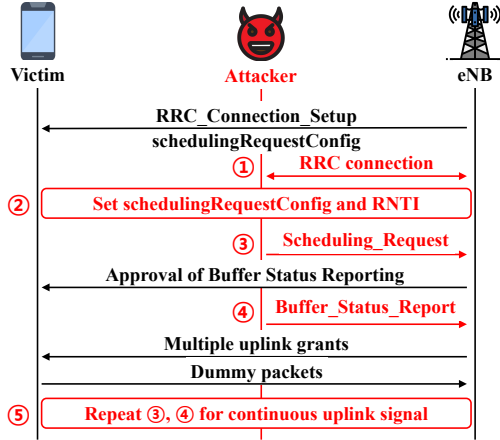 Victim
Attacker
eNB
RRC_Connection_Setup
schedulingRequestConfig
① RRC connection
② Set schedulingRequestConfig and RNTI
③ Scheduling_Request
Approval of Buffer Status Reporting
④ Buffer_Status_Report
Multiple uplink grants
Dummy packets
⑤ Repeat ③, ④ for continuous uplink signal